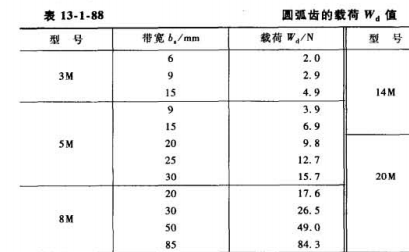 表 13-1-88 圆弧齿的载荷 Wd 值
型 号 带宽 bs/mm 载荷 Wd/N 型 号
3M 6 2.0
9 2.9
15 4.9
14M
5M 9 3.9
15 6.9
20 9.8
25 12.7
30 15.7
20M
8M 20 17.6
30 26.5
50 49.0
85 84.3